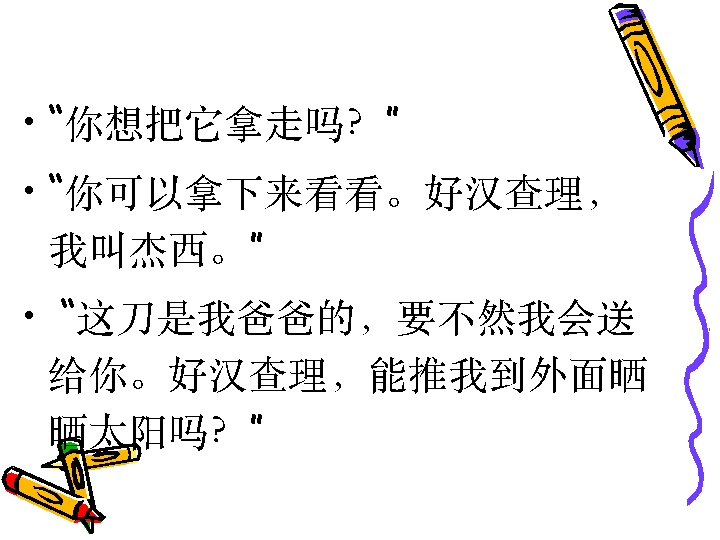 • “你想把它拿走吗？"
• “你可以拿下来看看。好汉查理，
我叫杰西。"
• “这刀是我爸爸的，要不然我会送
给你。好汉查理，能推我到外面晒
晒太阳吗？"